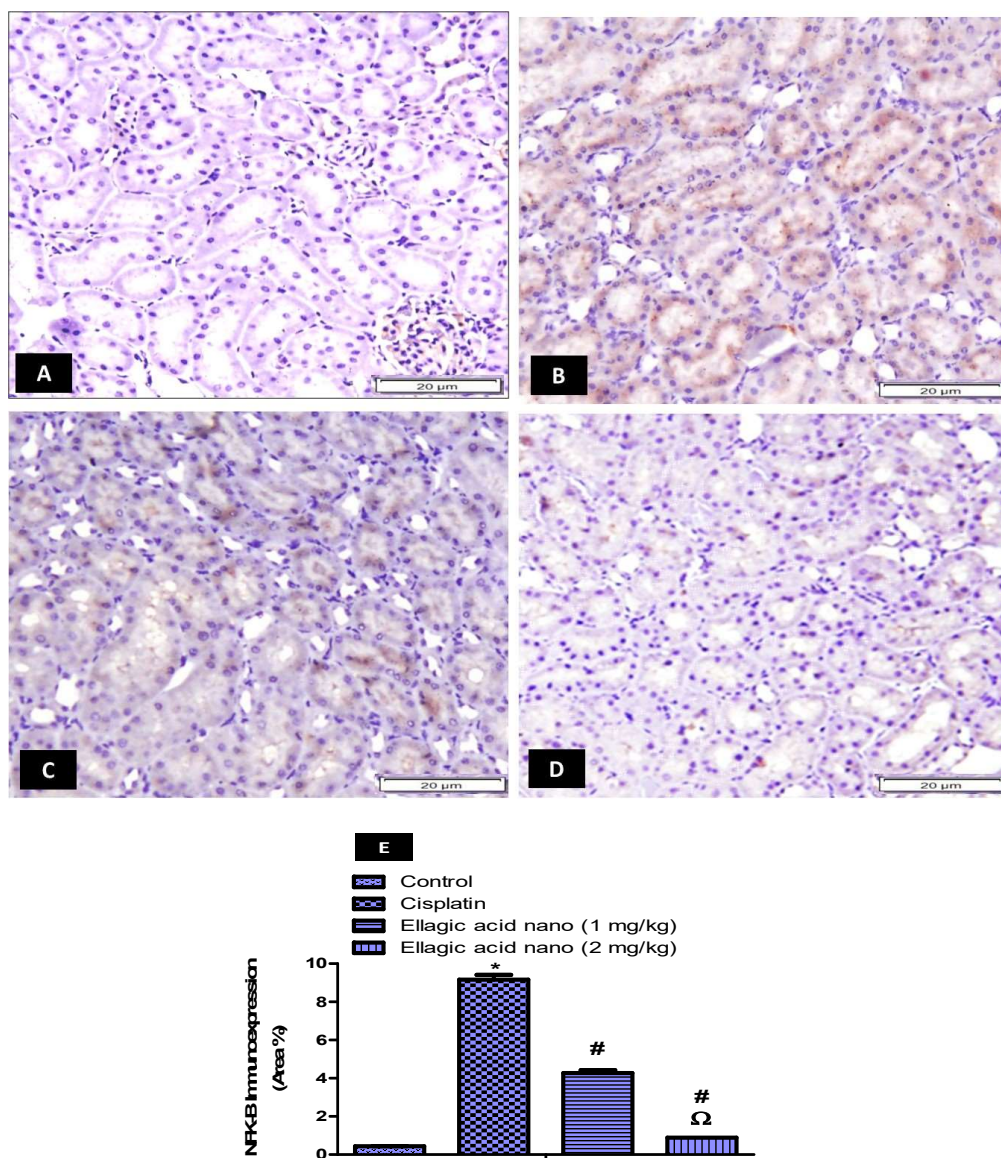 A
20 µm
B
20 µm
C
20 µm
D
20 µm
E
Control
Cisplatin
Ellagic acid nano (1 mg/kg)
Ellagic acid nano (2 mg/kg)
NFK-B Immunoexpression
(Area %)
10
8
6
4
2
0
*
#
#
Ω